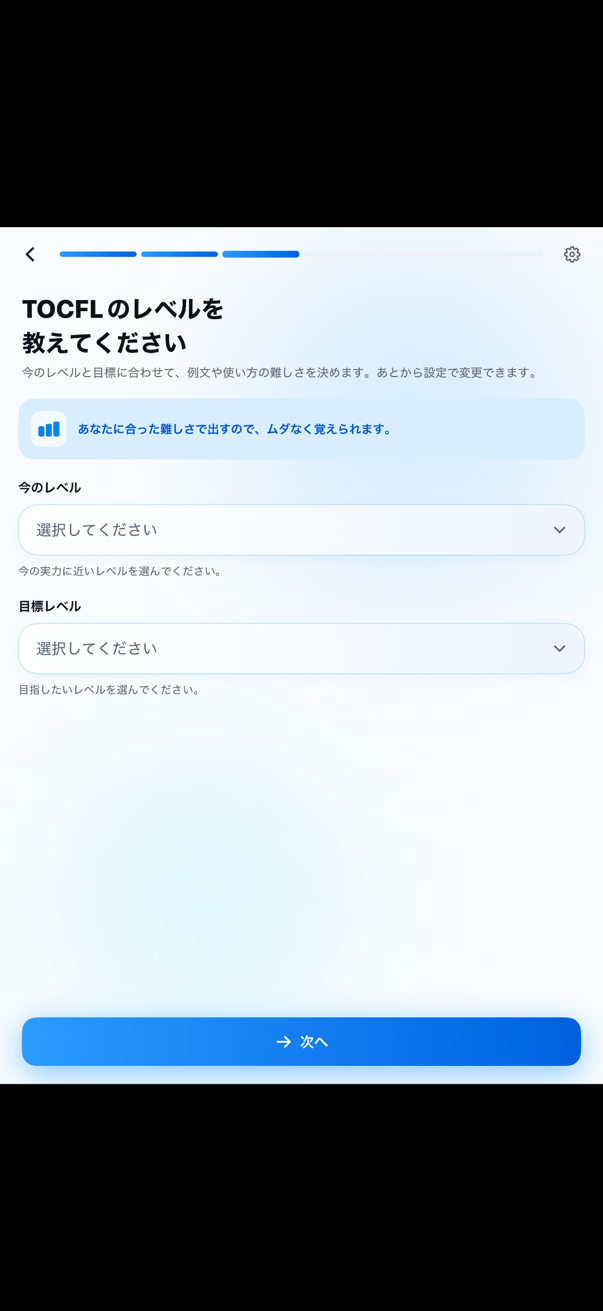 TOCFL のレベルを
教えてください
今のレベルと目標に合わせて、例文や使い方の難しさを決めます。あとから設定で変更できます。
あなたに合った難しさで出すので、ムダなく覚えられます。
今のレベル
選択してください
今の実力に近いレベルを選んでください。
目標レベル
選択してください
目指したいレベルを選んでください。
次へ